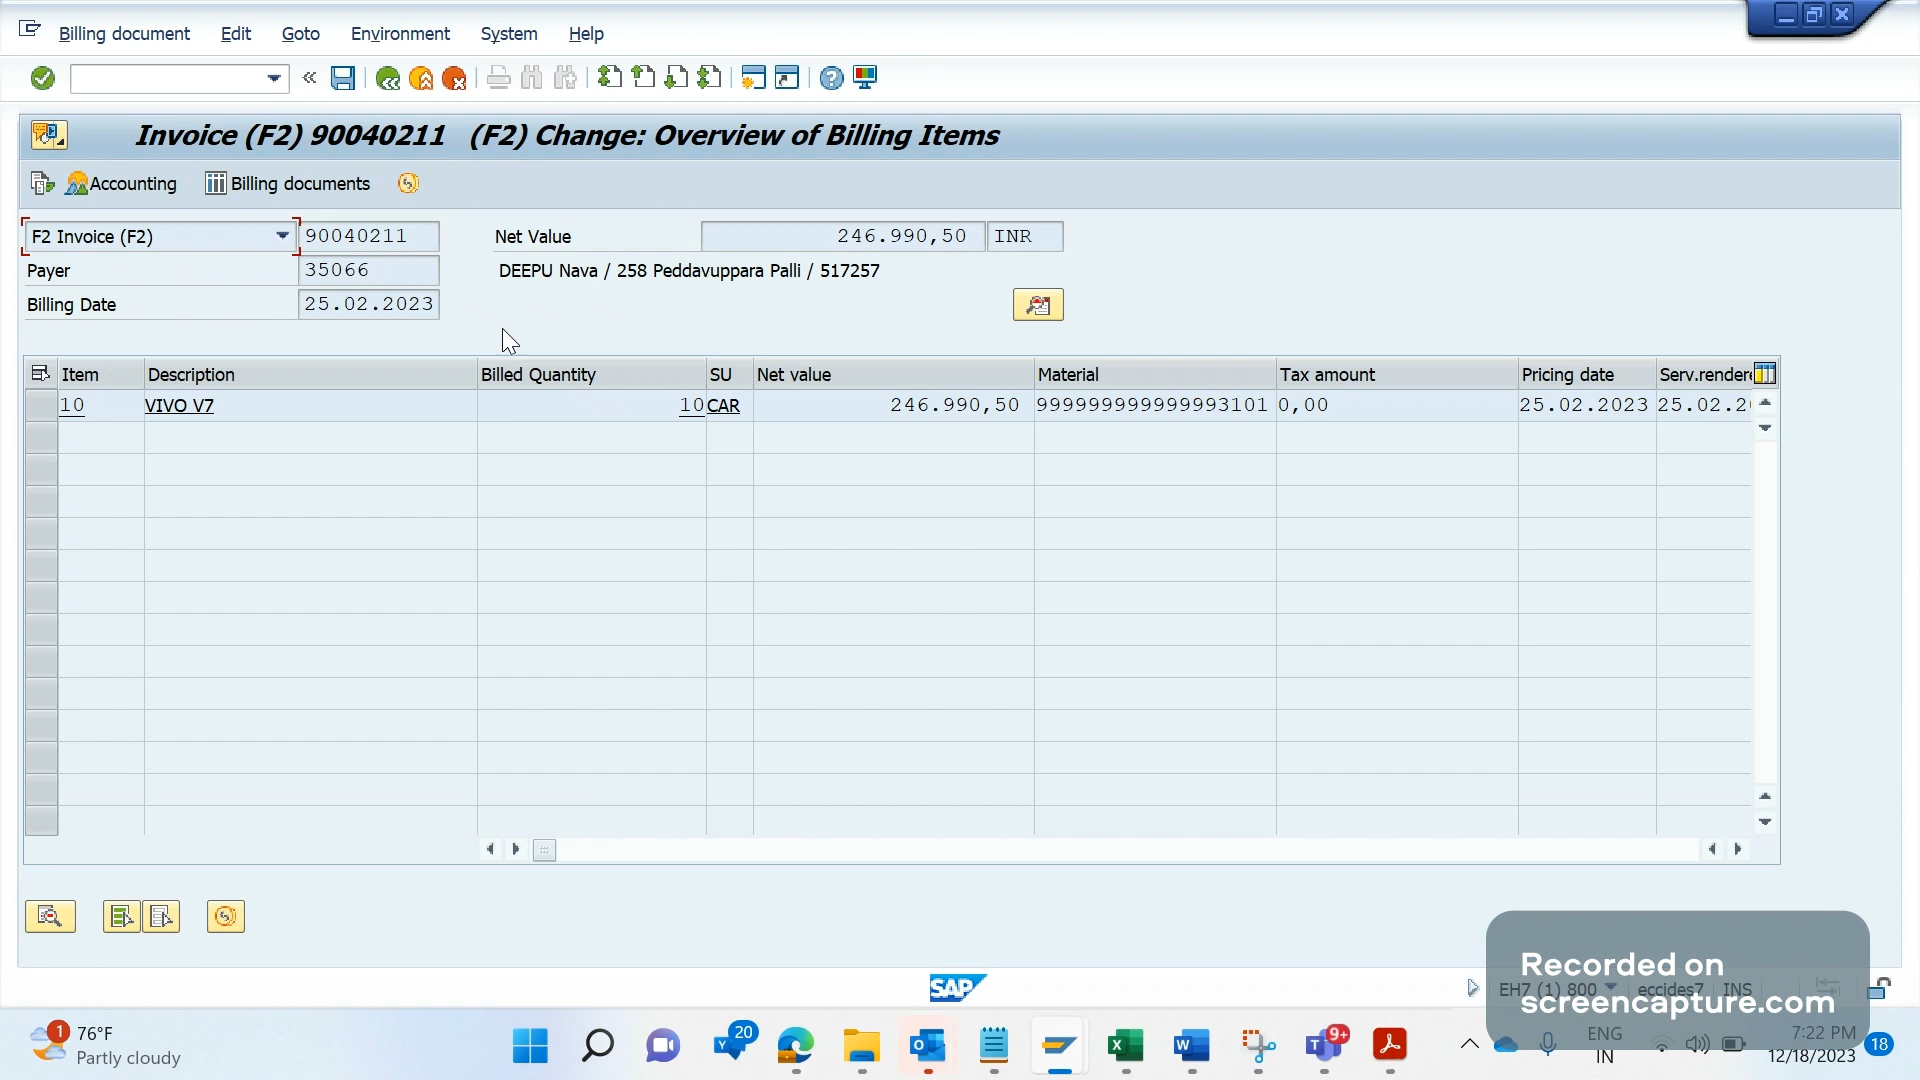 Billing document Edit Goto Environment System Help
Invoice (F2) 90040211 (F2) Change: Overview of Billing Items
Accounting Billing documents
F2 Invoice (F2) 90040211 Net Value 246.990,50 INR
Payer 35066 DEEPU Nava / 258 Peddavuppara Palli / 517257
Billing Date 25.02.2023
Item Description Billed Quantity SU Net value Material Tax amount Pricing date Serv.rendere
10 VIVO V7 10 CAR 246.990,50 999999999999993101 0,00 25.02.2023 25.02.2
SAP
EH7 (1) 800 eccides7 INS
Recorded on
screencapture.com
1 76°F
Partly cloudy
20
9+
ENG
IN
7:22 PM
12/18/2023
18